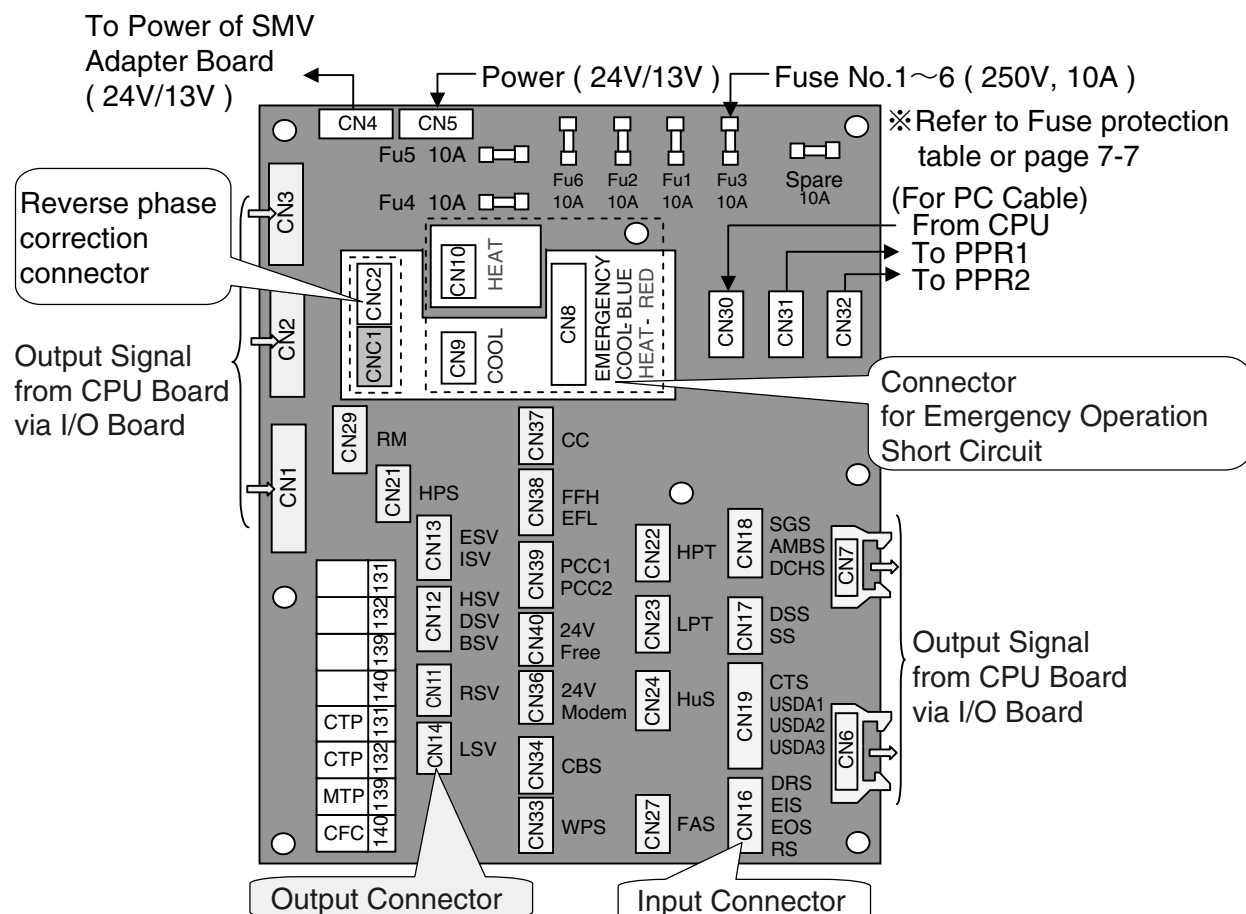 To Power of SMV
Adapter Board
( 24V/13V )
Power ( 24V/13V )
Fuse No.1〜6 ( 250V, 10A )
※Refer to Fuse protection
table or page 7-7
CN4
CN5
Fu5 10A
Fu4 10A
Fu6
10A
Fu2
10A
Fu1
10A
Fu3
10A
Spare
10A
(For PC Cable)
From CPU
To PPR1
To PPR2
Reverse phase
correction
connector
CN3
CN2
CN1
Output Signal
from CPU Board
via I/O Board
CNC2
CNC1
CN10
HEAT
CN9
COOL
CN8
EMERGENCY
COOL-BLUE
HEAT - RED
CN30
CN31
CN32
Connector
for Emergency Operation
Short Circuit
CN29
RM
CN21
HPS
CN13
ESV
ISV
CN12
HSV
DSV
BSV
CN11
RSV
CN14
LSV
CN37
CC
CN38
FFH
EFL
CN39
PCC1
PCC2
CN40
24V
Free
CN36
24V
Modem
CN34
CBS
CN33
WPS
CN22
HPT
CN23
LPT
CN24
HuS
CN27
FAS
CN18
SGS
AMBS
DCHS
CN17
DSS
SS
CN19
CTS
USDA1
USDA2
USDA3
CN16
DRS
EIS
EOS
RS
CN7
CN6
Output Signal
from CPU Board
via I/O Board
131
132
139
140
CTP 131
CTP 132
MTP 139
CFC 140
Output Connector
Input Connector